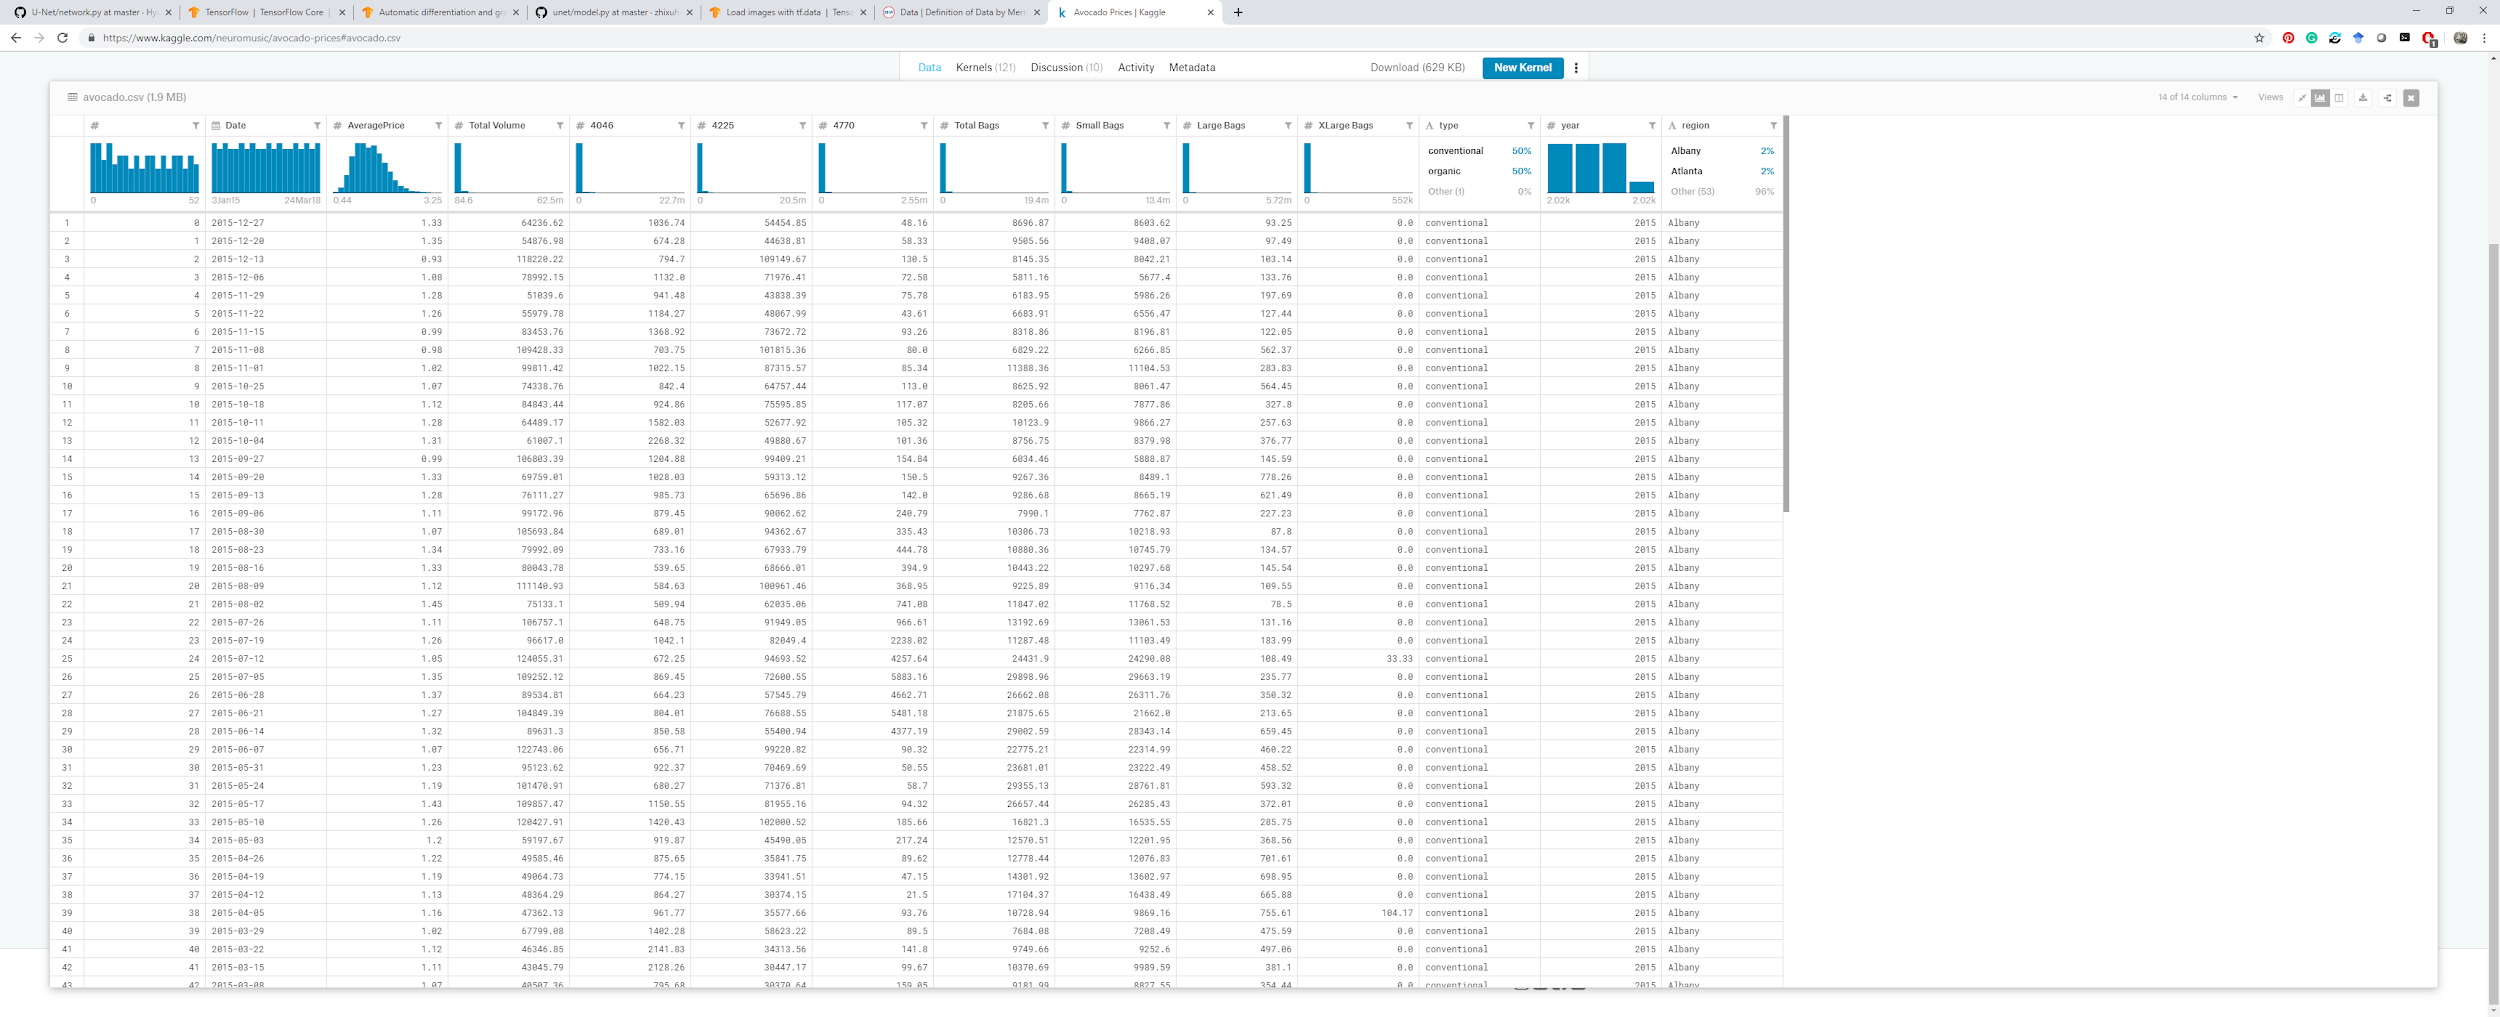 U-Net/network.py at master · Hy
TensorFlow | TensorFlow Core |
Automatic differentiation and gr
unet/model.py at master · zhixuh
Load images with tf.data | Tens
Data | Definition of Data by Merr
Avocado Prices | Kaggle
https://www.kaggle.com/neuromusic/avocado-prices#avocado.csv
Data Kernels (121) Discussion (10) Activity Metadata Download (629 KB) New Kernel
avocado.csv (1.9 MB) 14 of 14 columns Views
# Date # AveragePrice # Total Volume # 4046 # 4225 # 4770 # Total Bags # Small Bags # Large Bags # XLarge Bags A type # year A region
conventional 50% Albany 2%
organic 50% Atlanta 2%
Other (1) 0% Other (53) 96%
0 52 3Jan15 24Mar18 0.44 3.25 84.6 62.5m 0 22.7m 0 20.5m 0 2.55m 0 19.4m 0 13.4m 0 5.72m 0 552k 2.02k 2.02k
1 0 2015-12-27 1.33 64236.62 1036.74 54454.85 48.16 8696.87 8603.62 93.25 0.0 conventional 2015 Albany
2 1 2015-12-20 1.35 54876.98 674.28 44638.81 58.33 9505.56 9408.07 97.49 0.0 conventional 2015 Albany
3 2 2015-12-13 0.93 118220.22 794.7 109149.67 130.5 8145.35 8042.21 103.14 0.0 conventional 2015 Albany
4 3 2015-12-06 1.08 78992.15 1132.0 71976.41 72.58 5811.16 5677.4 133.76 0.0 conventional 2015 Albany
5 4 2015-11-29 1.28 51039.6 941.48 43838.39 75.78 6183.95 5986.26 197.69 0.0 conventional 2015 Albany
6 5 2015-11-22 1.26 55979.78 1184.27 48067.99 43.61 6683.91 6556.47 127.44 0.0 conventional 2015 Albany
7 6 2015-11-15 0.99 83453.76 1368.92 73672.72 93.26 8318.86 8196.81 122.05 0.0 conventional 2015 Albany
8 7 2015-11-08 0.98 109428.33 703.75 101815.36 80.0 6829.22 6266.85 562.37 0.0 conventional 2015 Albany
9 8 2015-11-01 1.02 99811.42 1022.15 87315.57 85.34 11388.36 11104.53 283.83 0.0 conventional 2015 Albany
10 9 2015-10-25 1.07 74338.76 842.4 64757.44 113.0 8625.92 8061.47 564.45 0.0 conventional 2015 Albany
11 10 2015-10-18 1.12 84843.44 924.86 75595.85 117.07 8205.66 7877.86 327.8 0.0 conventional 2015 Albany
12 11 2015-10-11 1.28 64489.17 1582.03 52677.92 105.32 10123.9 9866.27 257.63 0.0 conventional 2015 Albany
13 12 2015-10-04 1.31 61007.1 2268.32 49880.67 101.36 8756.75 8379.98 376.77 0.0 conventional 2015 Albany
14 13 2015-09-27 0.99 106803.39 1204.88 99409.21 154.84 6034.46 5888.87 145.59 0.0 conventional 2015 Albany
15 14 2015-09-20 1.33 69759.01 1028.03 59313.12 150.5 9267.36 8489.1 778.26 0.0 conventional 2015 Albany
16 15 2015-09-13 1.28 76111.27 985.73 65696.86 142.0 9286.68 8665.19 621.49 0.0 conventional 2015 Albany
17 16 2015-09-06 1.11 99172.96 879.45 90062.62 240.79 7990.1 7762.87 227.23 0.0 conventional 2015 Albany
18 17 2015-08-30 1.07 105693.84 689.01 94362.67 335.43 10306.73 10218.93 87.8 0.0 conventional 2015 Albany
19 18 2015-08-23 1.34 79992.09 733.16 67933.79 444.78 10880.36 10745.79 134.57 0.0 conventional 2015 Albany
20 19 2015-08-16 1.33 80043.78 539.65 68666.01 394.9 10443.22 10297.68 145.54 0.0 conventional 2015 Albany
21 20 2015-08-09 1.12 111140.93 584.63 100961.46 368.95 9225.89 9116.34 109.55 0.0 conventional 2015 Albany
22 21 2015-08-02 1.45 75133.1 509.94 62035.06 741.08 11847.02 11768.52 78.5 0.0 conventional 2015 Albany
23 22 2015-07-26 1.11 106757.1 648.75 91949.05 966.61 13192.69 13061.53 131.16 0.0 conventional 2015 Albany
24 23 2015-07-19 1.26 96617.0 1042.1 82049.4 2238.02 11287.48 11103.49 183.99 0.0 conventional 2015 Albany
25 24 2015-07-12 1.05 124055.31 672.25 94693.52 4257.64 24431.9 24290.08 108.49 33.33 conventional 2015 Albany
26 25 2015-07-05 1.35 109252.12 869.45 72600.55 5883.16 29898.96 29663.19 235.77 0.0 conventional 2015 Albany
27 26 2015-06-28 1.37 89534.81 664.23 57545.79 4662.71 26662.08 26311.76 350.32 0.0 conventional 2015 Albany
28 27 2015-06-21 1.27 104849.39 804.01 76688.55 5481.18 21875.65 21662.0 213.65 0.0 conventional 2015 Albany
29 28 2015-06-14 1.32 89631.3 850.58 55400.94 4377.19 29002.59 28343.14 659.45 0.0 conventional 2015 Albany
30 29 2015-06-07 1.07 122743.06 656.71 99220.82 90.32 22775.21 22314.99 460.22 0.0 conventional 2015 Albany
31 30 2015-05-31 1.23 95123.62 922.37 70469.69 50.55 23681.01 23222.49 458.52 0.0 conventional 2015 Albany
32 31 2015-05-24 1.19 101470.91 680.27 71376.81 58.7 29355.13 28761.81 593.32 0.0 conventional 2015 Albany
33 32 2015-05-17 1.43 109857.47 1150.55 81955.16 94.32 26657.44 26285.43 372.01 0.0 conventional 2015 Albany
34 33 2015-05-10 1.26 120427.91 1420.43 102000.52 185.66 16821.3 16535.55 285.75 0.0 conventional 2015 Albany
35 34 2015-05-03 1.2 59197.67 919.87 45490.05 217.24 12570.51 12201.95 368.56 0.0 conventional 2015 Albany
36 35 2015-04-26 1.22 49585.46 875.65 35841.75 89.62 12778.44 12076.83 701.61 0.0 conventional 2015 Albany
37 36 2015-04-19 1.19 49064.73 774.15 33941.51 47.15 14301.92 13602.97 698.95 0.0 conventional 2015 Albany
38 37 2015-04-12 1.13 48364.29 864.27 30374.15 21.5 17104.37 16438.49 665.88 0.0 conventional 2015 Albany
39 38 2015-04-05 1.16 47362.13 961.77 35577.66 93.76 10728.94 9869.16 755.61 104.17 conventional 2015 Albany
40 39 2015-03-29 1.02 67799.08 1402.28 58623.22 89.5 7684.08 7208.49 475.59 0.0 conventional 2015 Albany
41 40 2015-03-22 1.12 46346.85 2141.83 34313.56 141.8 9749.66 9252.6 497.06 0.0 conventional 2015 Albany
42 41 2015-03-15 1.11 43045.79 2128.26 30447.17 99.67 10370.69 9989.59 381.1 0.0 conventional 2015 Albany
43 42 2015-03-08 1.07 40507.36 795.68 30370.64 159.05 9181.99 8827.55 354.44 0.0 conventional 2015 Albany